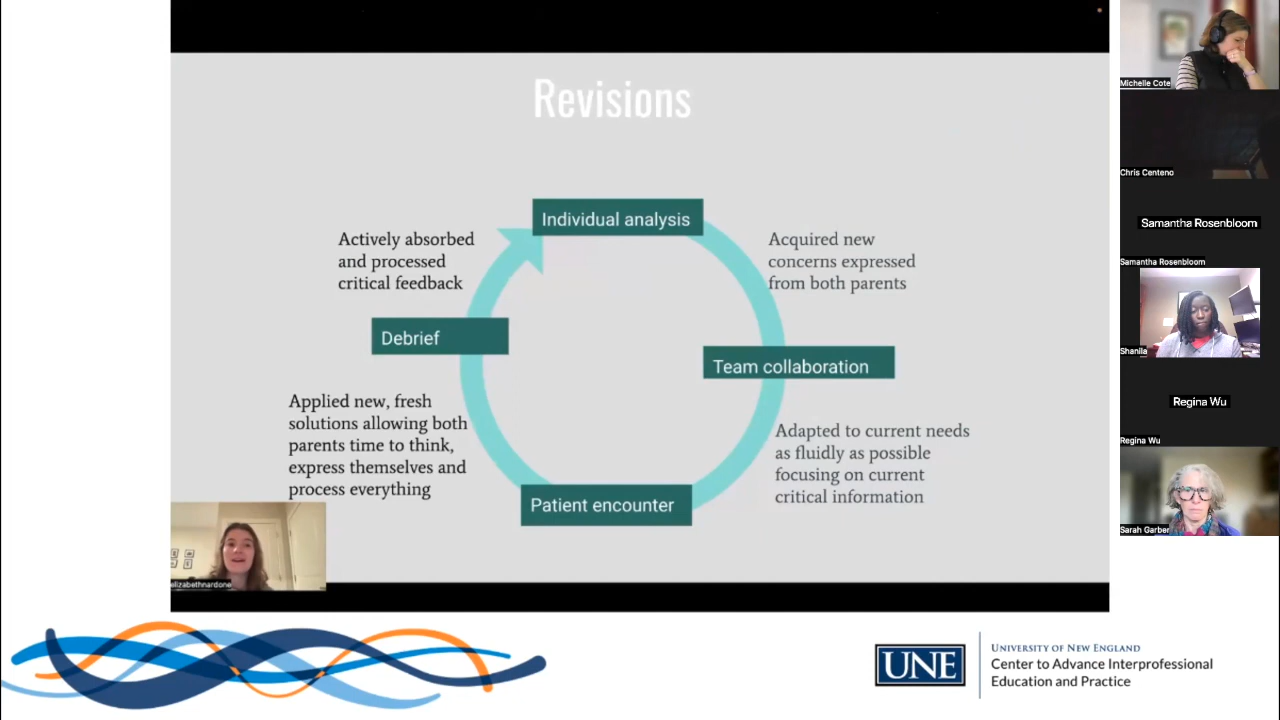 Revisions
Individual analysis
Actively absorbed
and processed
critical feedback
Acquired new
concerns expressed
from both parents
Debrief
Team collaboration
Applied new, fresh
solutions allowing both
parents time to think,
express themselves and
process everything
Adapted to current needs
as fluidly as possible
focusing on current
critical information
Patient encounter
elizabethnardone
Michelle Cote
Chris Centeno
Samantha Rosenbloom
Samantha Rosenbloom
Shanila
Regina Wu
Regina Wu
Sarah Garber
UNE
UNIVERSITY OF NEW ENGLAND
Center to Advance Interprofessional
Education and Practice